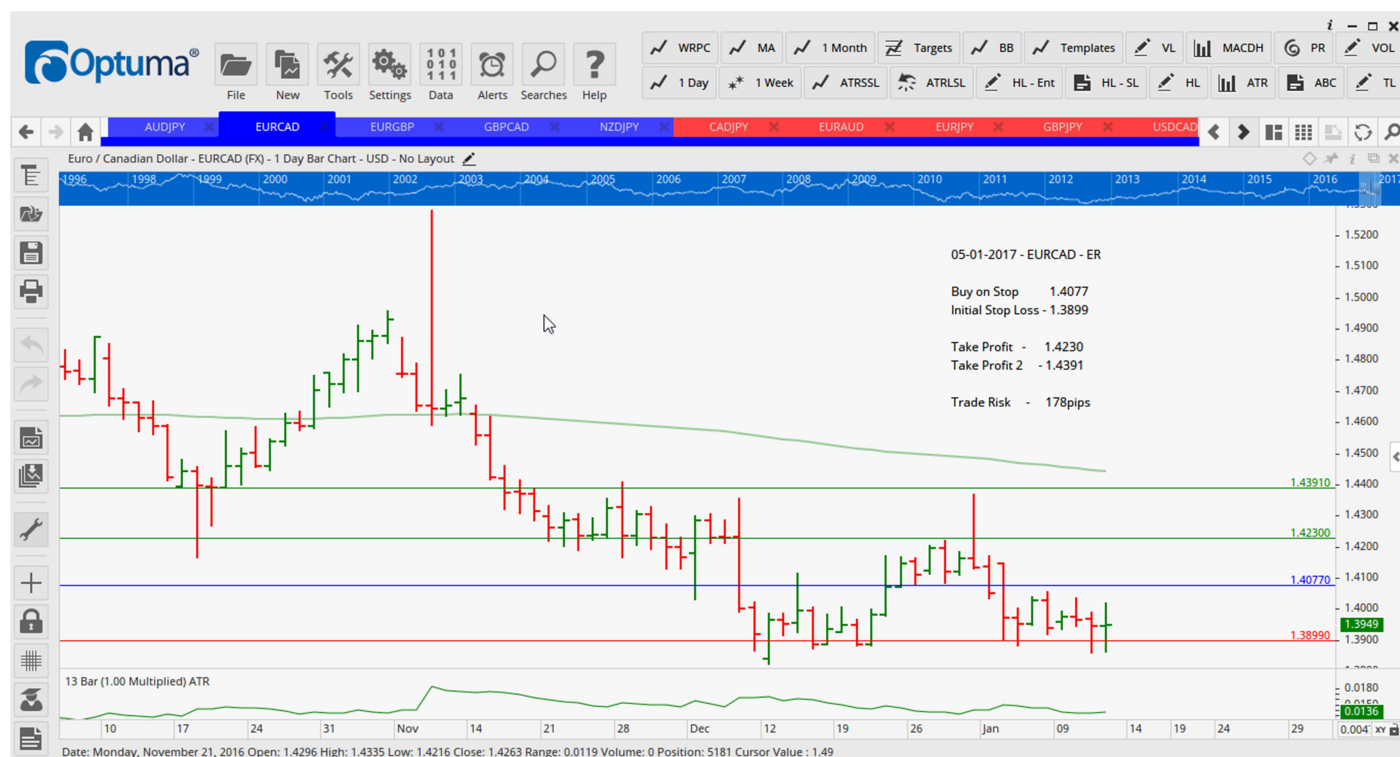 Optuma®
File
New
Tools
Settings
Data
Alerts
Searches
Help
WRPC
MA
1 Month
Targets
BB
Templates
VL
MACDH
PR
VOL
1 Day
1 Week
ATRSSL
ATRLSL
HL - Ent
HL - SL
HL
ATR
ABC
TL
AUDJPY
EURCAD
EURGBP
GBPCAD
NZDJPY
CADJPY
EURAUD
EURJPY
GBPJPY
USDCAD
Euro / Canadian Dollar - EURCAD (FX) - 1 Day Bar Chart - USD - No Layout
1996 1998 1999 2000 2001 2002 2003 2004 2005 2006 2007 2008 2009 2010 2011 2012 2013 2014 2015 2016 2017
1.5200
1.5100
1.5000
1.4900
1.4800
1.4700
1.4600
1.4500
1.4400
1.4300
1.4200
1.4100
1.4000
1.3949
1.3900
05-01-2017 - EURCAD - ER
Buy on Stop 1.4077
Initial Stop Loss - 1.3899
Take Profit - 1.4230
Take Profit 2 - 1.4391
Trade Risk - 178pips
1.43910
1.42300
1.40770
1.38990
13 Bar (1.00 Multiplied) ATR
0.0180
0.0136
10 17 24 31 Nov 14 21 28 Dec 12 19 26 Jan 09 14 19 24 29
0.004 XY
Date: Monday, November 21, 2016 Open: 1.4296 High: 1.4335 Low: 1.4216 Close: 1.4263 Range: 0.0119 Volume: 0 Position: 5181 Cursor Value : 1.49